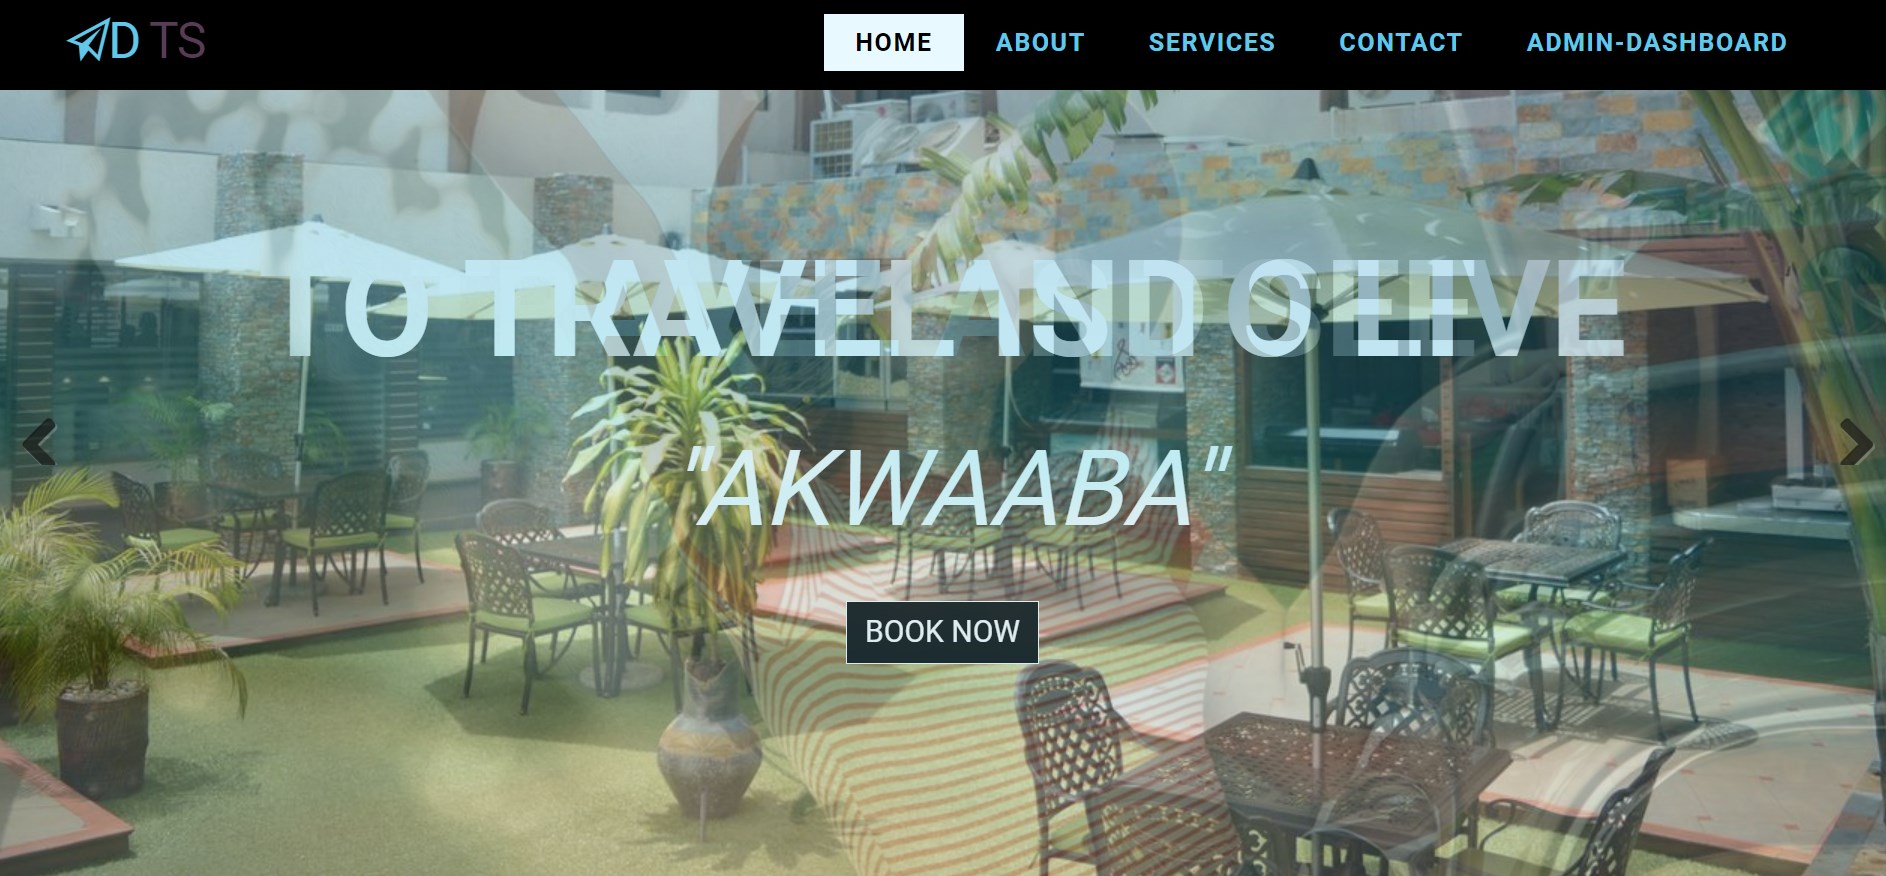 D TS
HOME ABOUT SERVICES CONTACT ADMIN-DASHBOARD
TO TRAVEL IS TO LIVE
"AKWAABA"
BOOK NOW